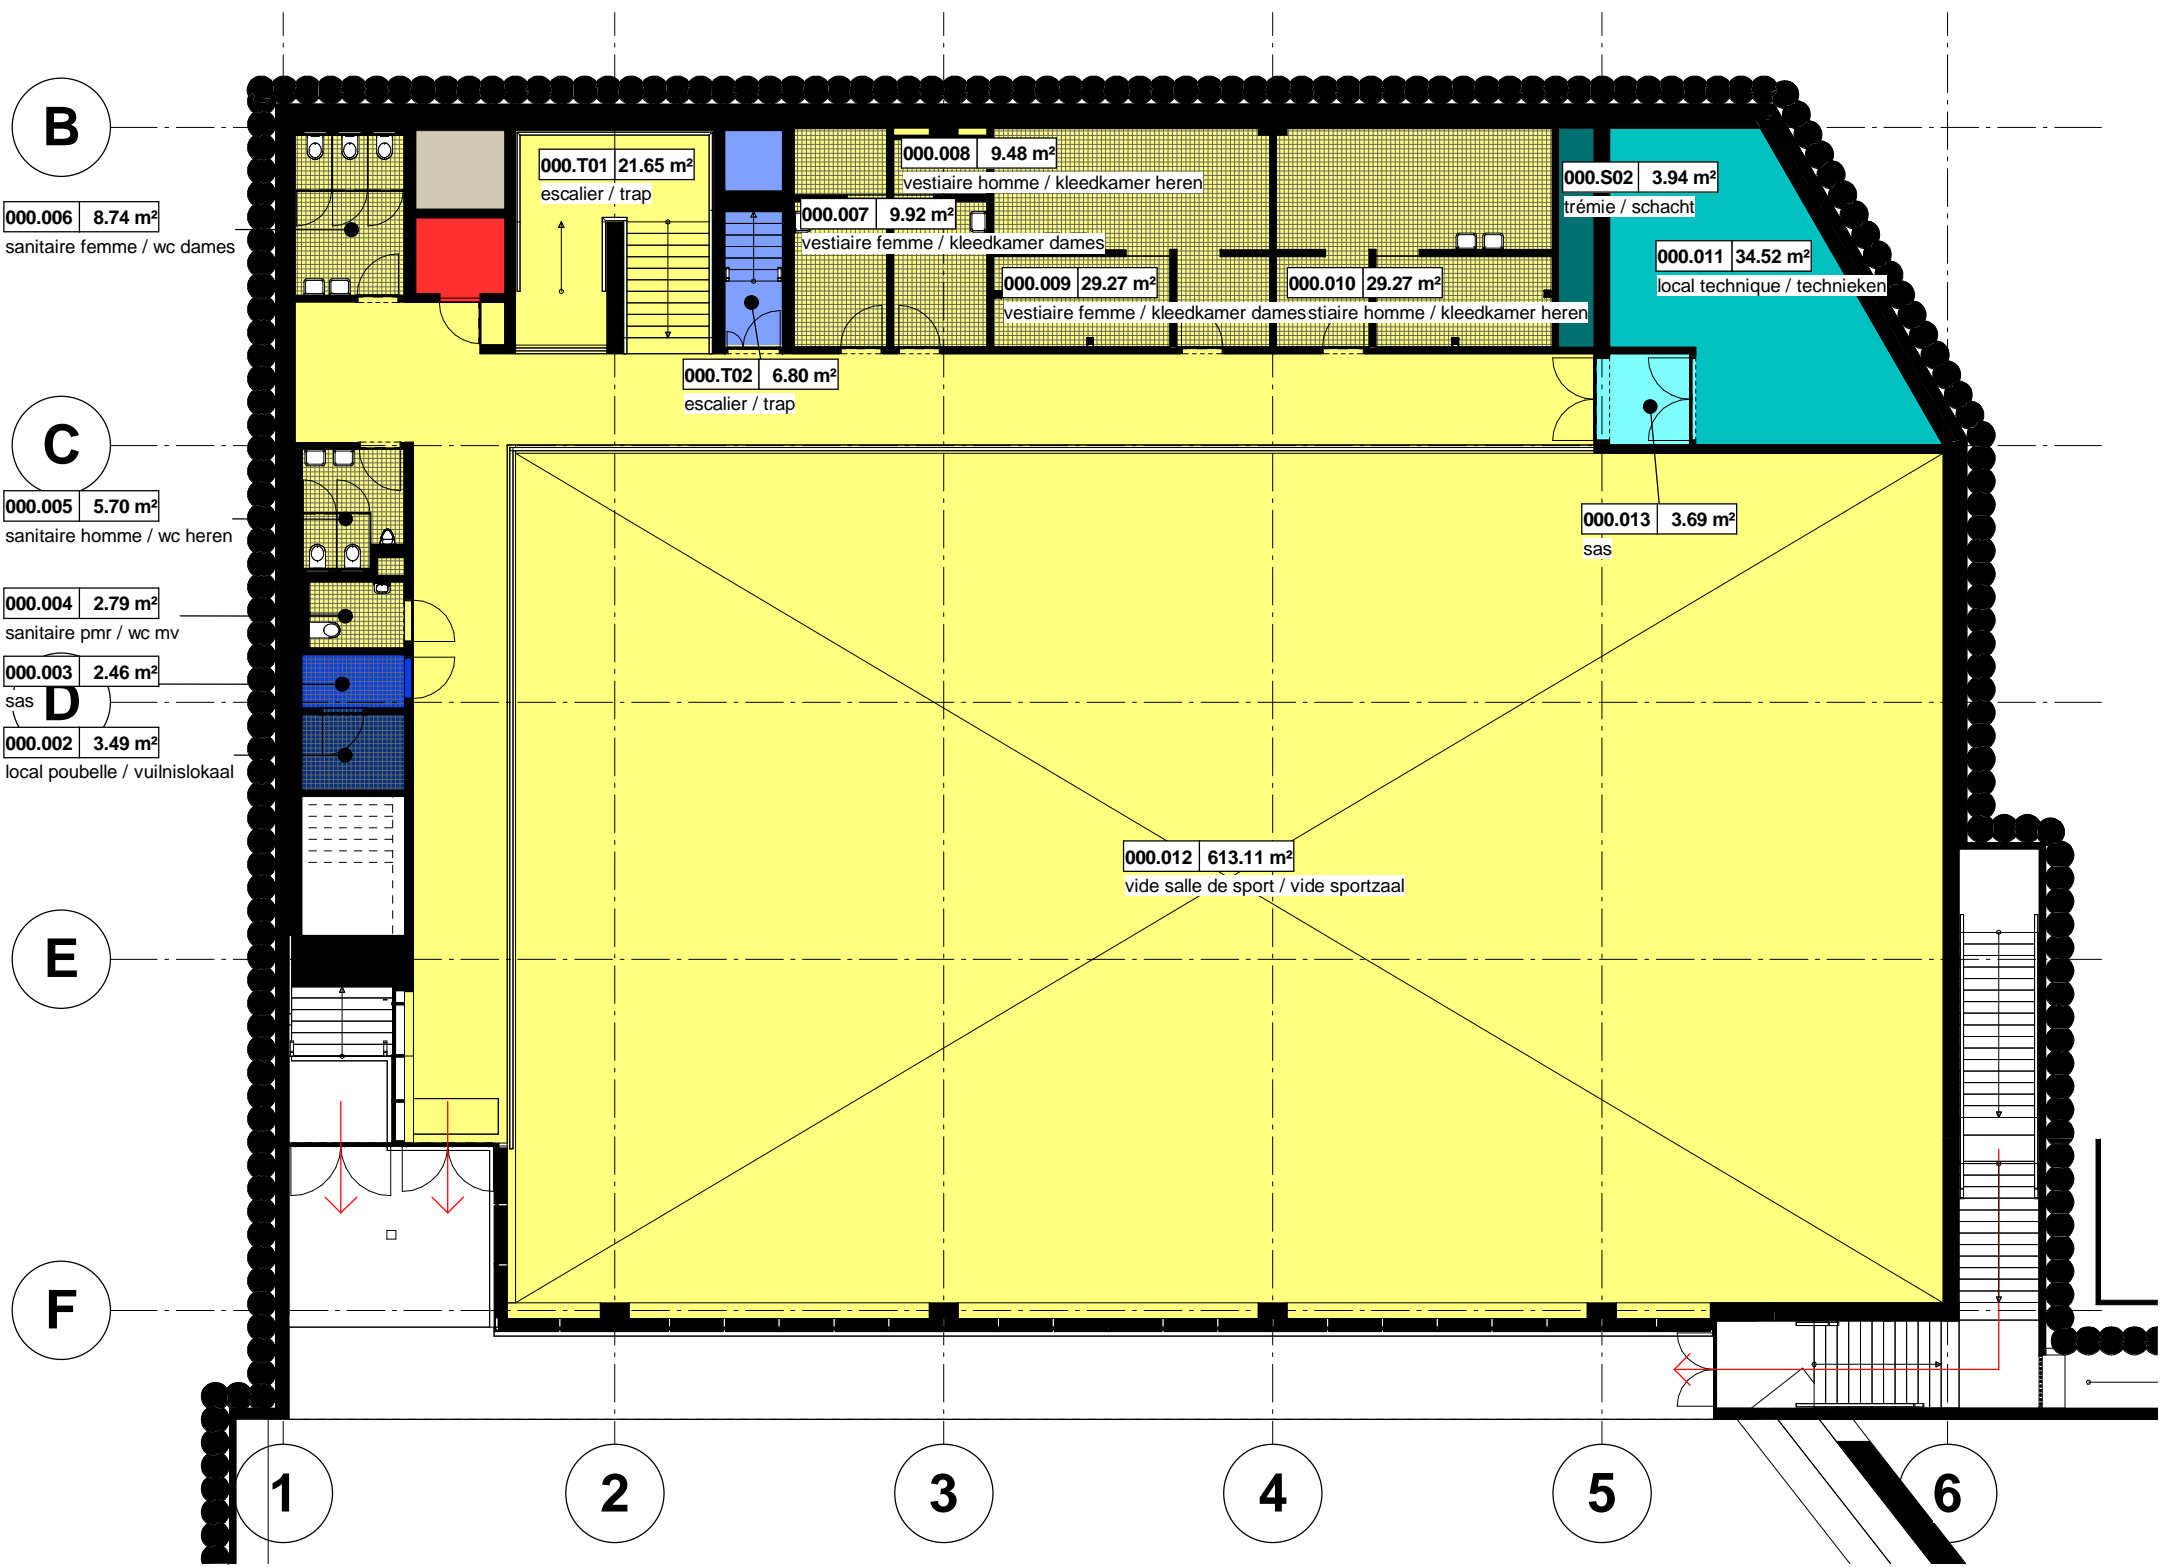 B
000.T01 21.65 m²
escalier / trap
000.008 9.48 m²
vestiaire homme / kleedkamer heren
000.S02 3.94 m²
trémie / schacht
000.006 8.74 m²
sanitaire femme / wc dames
000.007 9.92 m²
vestiaire femme / kleedkamer dames
000.011 34.52 m²
local technique / technieken
000.009 29.27 m²
vestiaire femme / kleedkamer dames
000.010 29.27 m²
stiaire homme / kleedkamer heren
000.T02 6.80 m²
escalier / trap
C
000.005 5.70 m²
sanitaire homme / wc heren
000.013 3.69 m²
sas
000.004 2.79 m²
sanitaire pmr / wc mv
000.003 2.46 m²
sas
D
000.002 3.49 m²
local poubelle / vuilnislokaal
000.012 613.11 m²
vide salle de sport / vide sportzaal
E
F
1 2 3 4 5 6